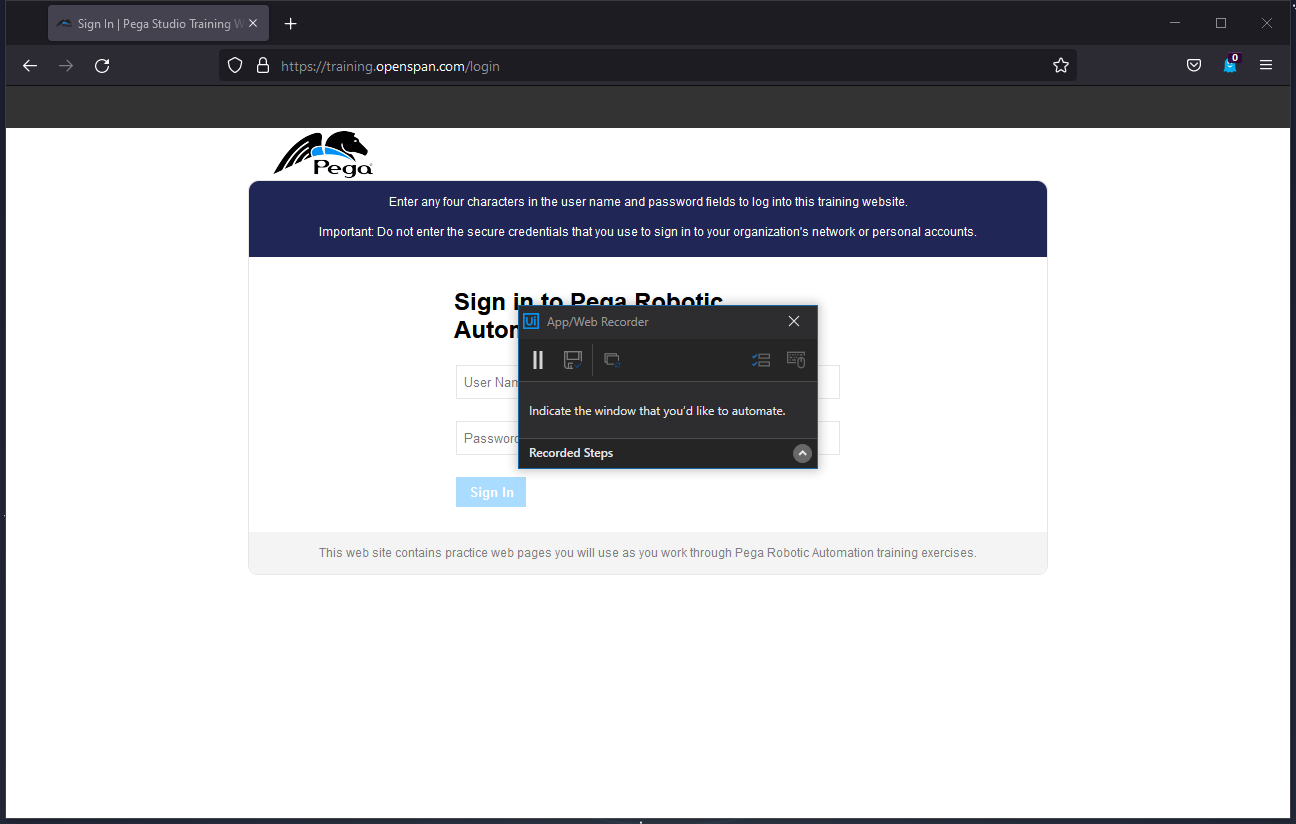 Sign In | Pega Studio Training W
https://training.openspan.com/login
0
Pega
Enter any four characters in the user name and password fields to log into this training website.
Important: Do not enter the secure credentials that you use to sign in to your organization's network or personal accounts.
Sign in to Pega Robotic
Autom
Ui App/Web Recorder
User Nam
Indicate the window that you'd like to automate.
Password
Recorded Steps
Sign In
This web site contains practice web pages you will use as you work through Pega Robotic Automation training exercises.